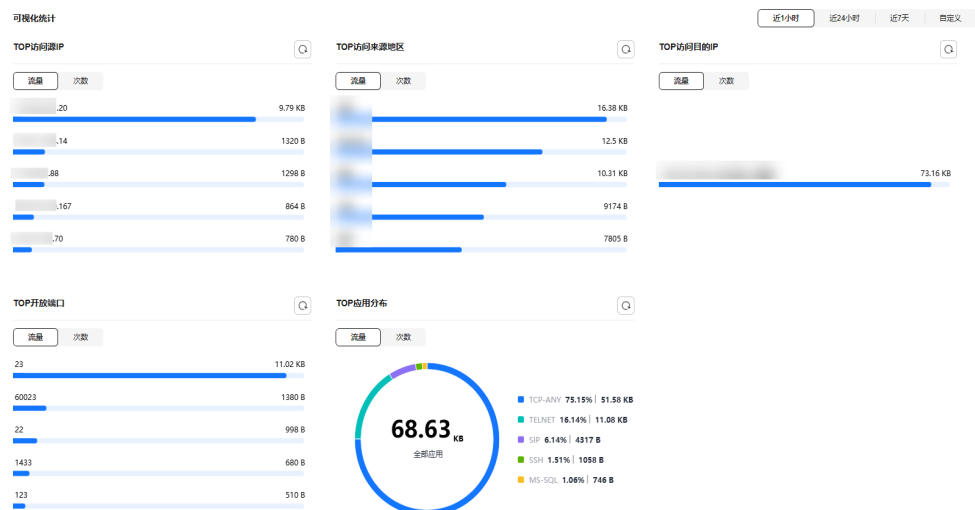 可视化统计
近1小时 近24小时 近7天 自定义
TOP访问源IP
流量 次数
.20 9.79 KB
.14 1320 B
.88 1298 B
.167 864 B
.70 780 B
TOP访问来源地区
流量 次数
16.38 KB
12.5 KB
10.31 KB
9174 B
7805 B
TOP访问目的IP
流量 次数
73.16 KB
TOP开放端口
流量 次数
23 11.02 KB
60023 1380 B
22 998 B
1433 680 B
123 510 B
TOP应用分布
流量 次数
68.63 KB
全部应用
TCP-ANY 75.15% | 51.58 KB
TELNET 16.14% | 11.08 KB
SIP 6.14% | 4317 B
SSH 1.51% | 1058 B
MS-SQL 1.06% | 746 B